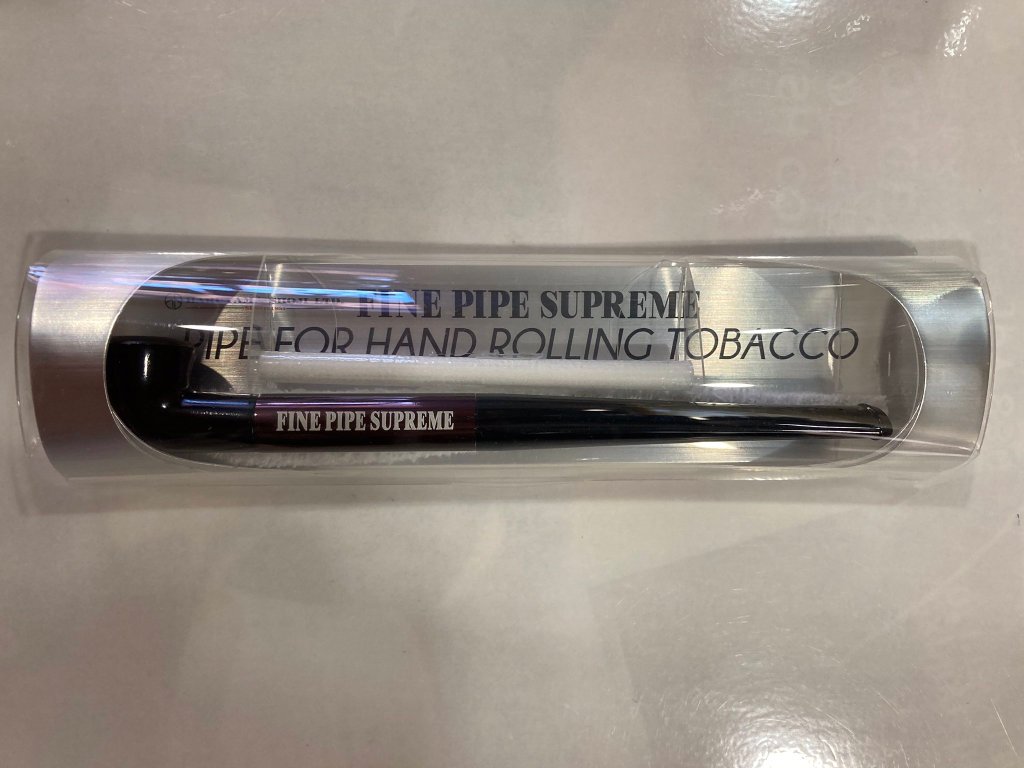 FINE PIPE SUPREME
PIPE FOR HAND ROLLING TOBACCO
FINE PIPE SUPREME